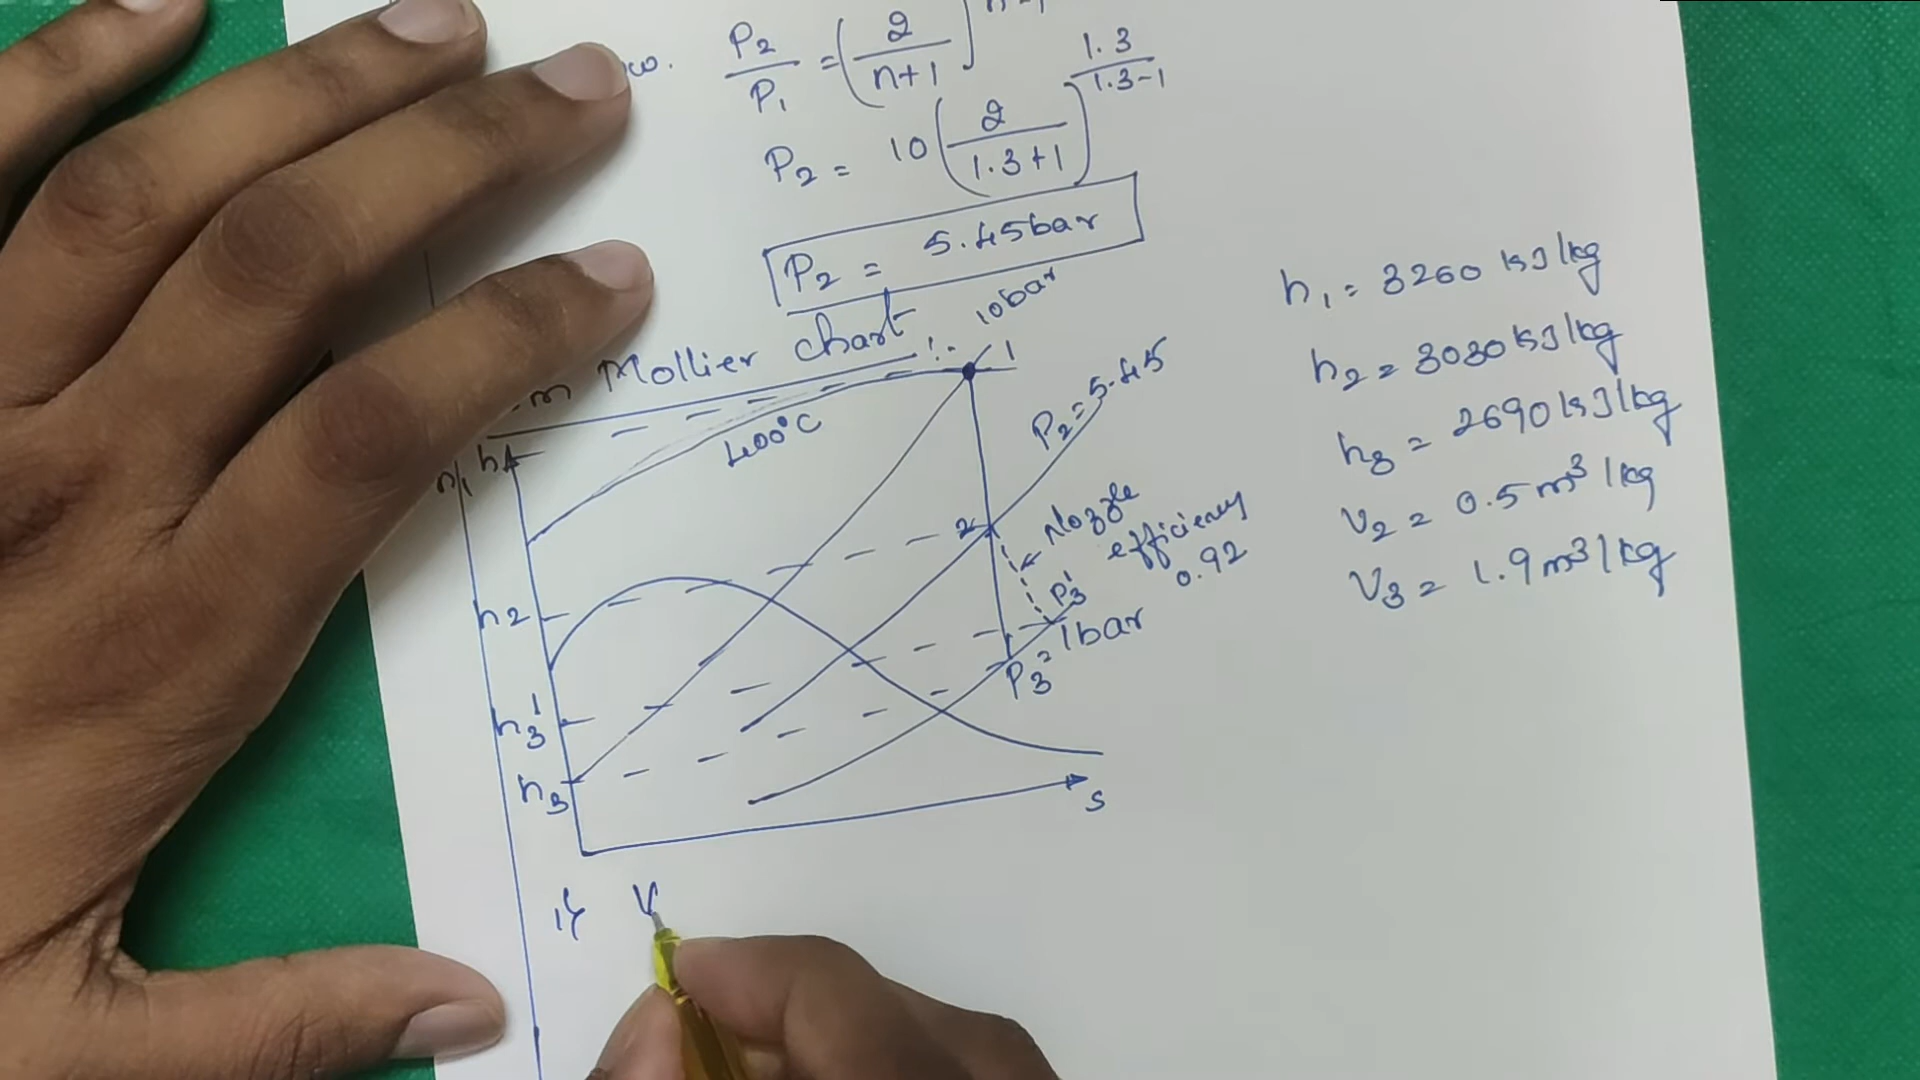 P2/P1 = (2/n+1)
P2 = 10 (2/1.3+1) 1.3/1.3-1
P2 = 5.45bar
Mollier chart :-
10bar
1
h1
h
400°C
P2 = 5.45
2
Nozzle
efficiency
0.92
h2
P3'
P3 = 1bar
h3'
h3
s
1) V
h1 = 3260 kJ/kg
h2 = 3030 kJ/kg
h3 = 2690 kJ/kg
V2 = 0.5 m³/kg
V3 = 1.9 m³/kg